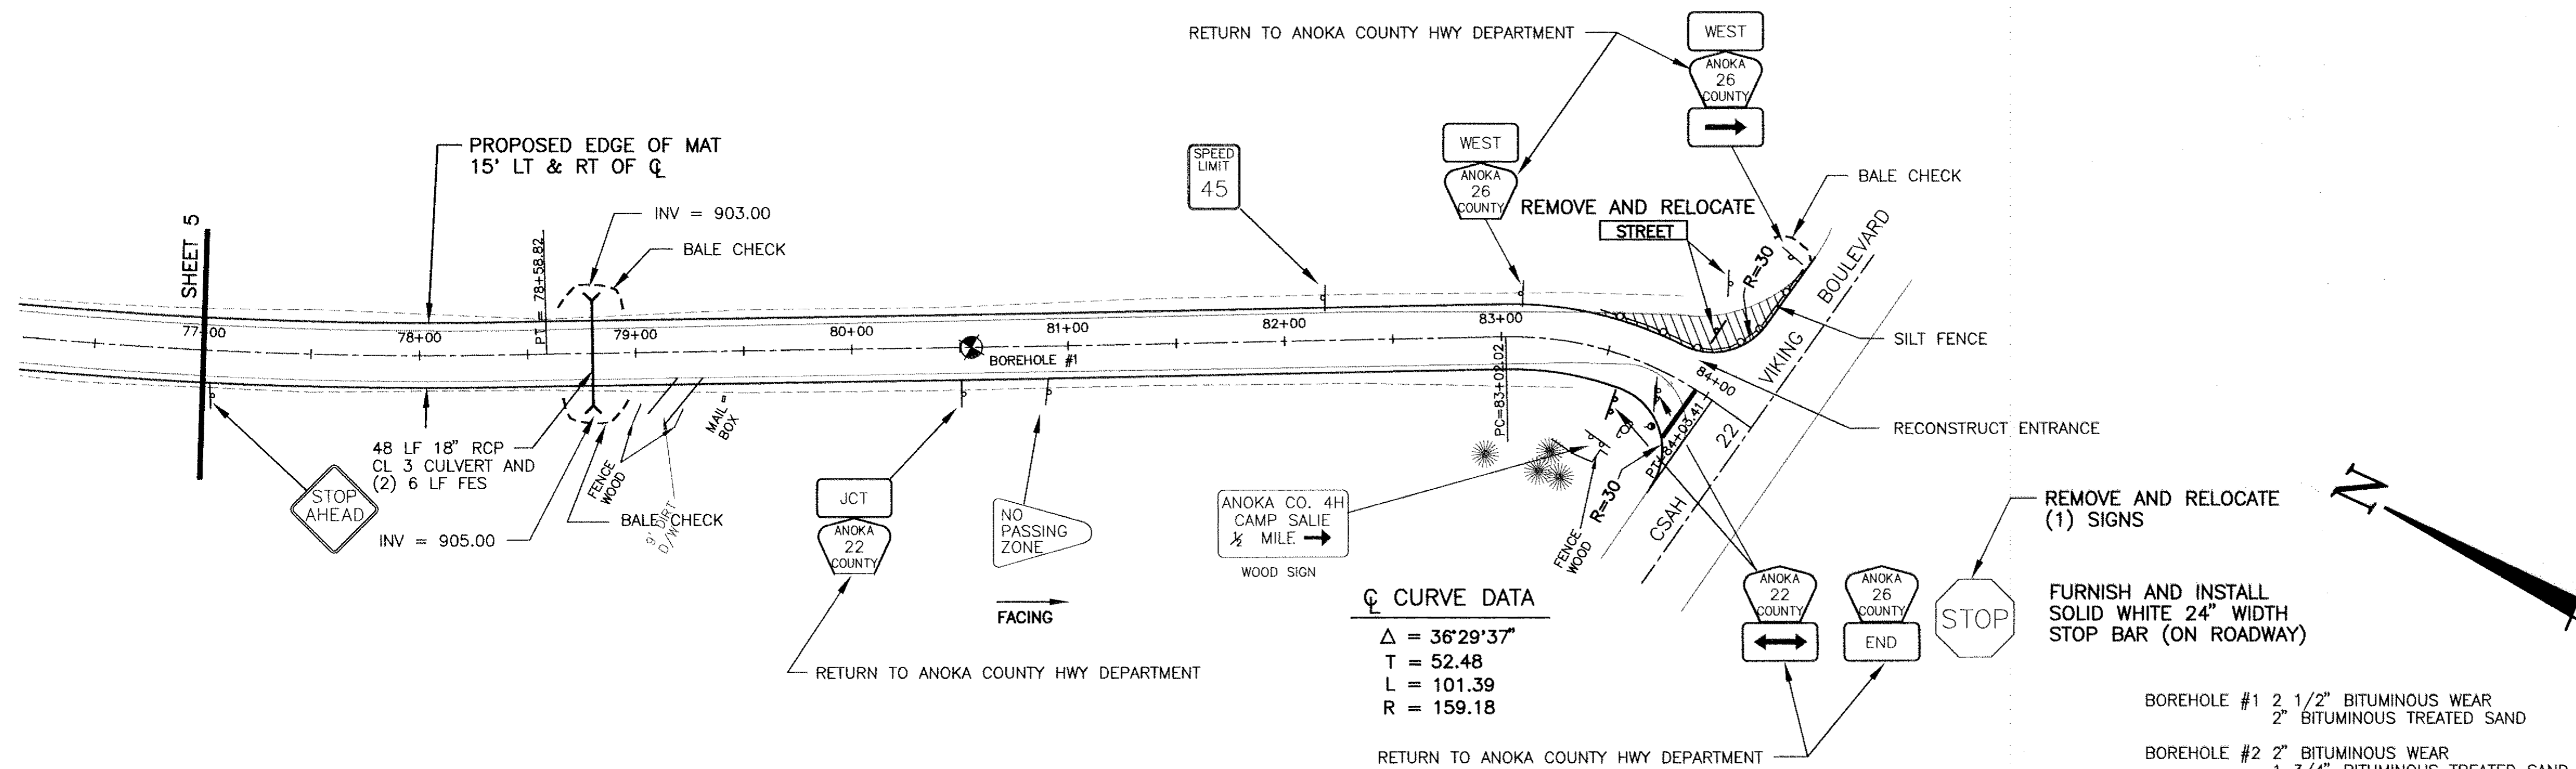 RETURN TO ANOKA COUNTY HWY DEPARTMENT
WEST
ANOKA
26
COUNTY
WEST
ANOKA
26
COUNTY
SPEED
LIMIT
45
REMOVE AND RELOCATE
STREET
BALE CHECK
R=30
VIKING BOULEVARD
SILT FENCE
RECONSTRUCT ENTRANCE
PROPOSED EDGE OF MAT
15' LT & RT OF ℄
INV = 903.00
BALE CHECK
SHEET 5
PT = 78+58.82
77+00
78+00
79+00
80+00
81+00
82+00
83+00
84+00
BOREHOLE #1
PC=83+02.02
PT=84+03.41
48 LF 18" RCP
CL 3 CULVERT AND
(2) 6 LF FES
STOP
AHEAD
INV = 905.00
FENCE
WOOD
BALE CHECK
9' DIRT
D/W
MAIL
BOX
JCT
ANOKA
22
COUNTY
RETURN TO ANOKA COUNTY HWY DEPARTMENT
NO
PASSING
ZONE
FACING
ANOKA CO. 4H
CAMP SALIE
½ MILE →
WOOD SIGN
FENCE
WOOD
R=30
CSAH 22
℄ CURVE DATA
Δ = 36°29'37"
T = 52.48
L = 101.39
R = 159.18
ANOKA
22
COUNTY
ANOKA
26
COUNTY
END
STOP
RETURN TO ANOKA COUNTY HWY DEPARTMENT
REMOVE AND RELOCATE
(1) SIGNS
FURNISH AND INSTALL
SOLID WHITE 24" WIDTH
STOP BAR (ON ROADWAY)
N
BOREHOLE #1 2 1/2" BITUMINOUS WEAR
2" BITUMINOUS TREATED SAND
BOREHOLE #2 2" BITUMINOUS WEAR
1 3/4" BITUMINOUS TREATED SAND